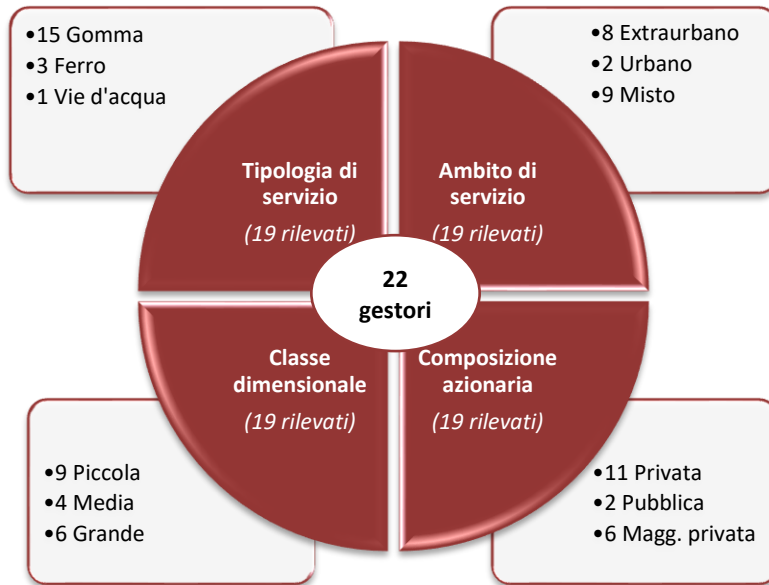 •15 Gomma
•3 Ferro
•1 Vie d'acqua
•8 Extraurbano
•2 Urbano
•9 Misto
Tipologia di
servizio
(19 rilevati)
Ambito di
servizio
(19 rilevati)
22
gestori
Classe
dimensionale
(19 rilevati)
Composizione
azionaria
(19 rilevati)
•9 Piccola
•4 Media
•6 Grande
•11 Privata
•2 Pubblica
•6 Magg. privata